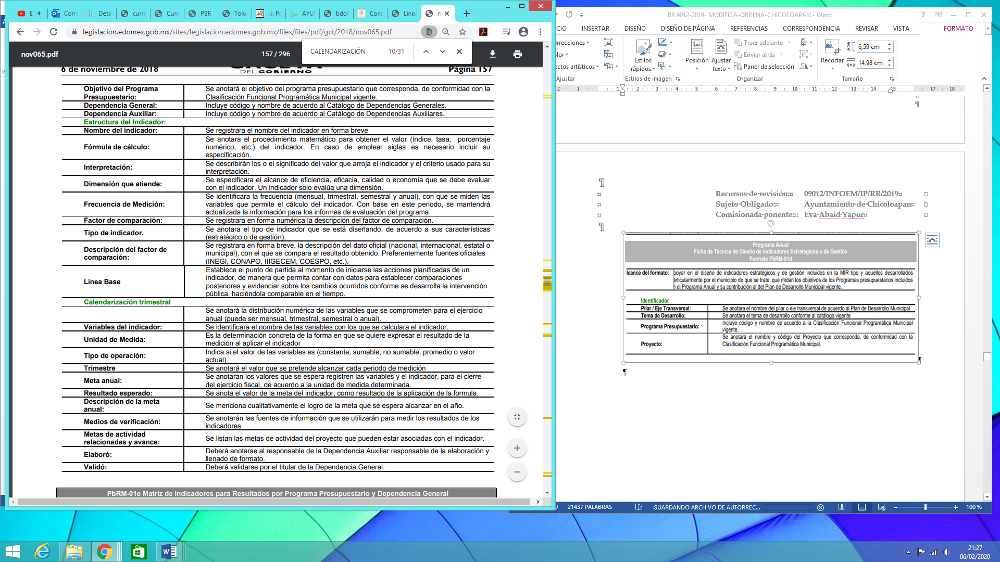 E
Corre
Deta
curri
Curr
PBR
Tolu
..:: Pc
AYUI
bdo(
Cons
Line
n
legislacion.edomex.gob.mx/sites/legislacion.edomex.gob.mx/files/files/pdf/gct/2018/nov065.pdf
nov065.pdf
157 / 296
CALENDARIZACIÓN 10/31
6 de noviembre de 2018
DEL GOBIERNO
Página 157
Objetivo del Programa
Presupuestario:
Se anotará el objetivo del programa presupuestario que corresponda, de conformidad con la
Clasificación Funcional Programática Municipal vigente.
Dependencia General: Incluye código y nombre de acuerdo al Catálogo de Dependencias Generales.
Dependencia Auxiliar: Incluye código y nombre de acuerdo al Catálogo de Dependencias Auxiliares.
Estructura del Indicador:
Nombre del indicador: Se registrara el nombre del indicador en forma breve
Fórmula de cálculo:
Se anotara el procedimiento matemático para obtener el valor (índice, tasa, porcentaje
numérico, etc.) del indicador. En caso de emplear siglas es necesario incluir su
especificación.
Interpretación:
Se describirán los o el significado del valor que arroja el indicador y el criterio usado para su
interpretación.
Dimensión que atiende:
Se especificara el alcance de eficiencia, eficacia, calidad o economía que se debe evaluar
con el indicador. Un indicador solo evalúa una dimensión.
Frecuencia de Medición:
Se identificara la frecuencia (mensual, trimestral, semestral y anual), con que se miden las
variables que permite el cálculo del indicador. Con base en este periodo, se mantendrá
actualizada la información para los informes de evaluación del programa.
Factor de comparación: Se registrara en forma numérica la descripción del factor de comparación.
Tipo de indicador.
Se anotara el tipo de indicador que se está diseñando, de acuerdo a sus características
(estratégico o de gestión).
Descripción del factor de
comparación:
Se registrara en forma breve, la descripción del dato oficial (nacional, internacional, estatal o
municipal), con el que se compara el resultado obtenido. Preferentemente fuentes oficiales
(INEGI, CONAPO, IIIGECEM, COESPO, etc.).
Línea Base
Establece el punto de partida al momento de iniciarse las acciones planificadas de un
indicador, de manera que permita contar con datos para establecer comparaciones
posteriores y evidenciar sobre los cambios ocurridos conforme se desarrolla la intervención
pública, haciéndola comparable en el tiempo.
Calendarización trimestral
Se anotará la distribución numérica de las variables que se comprometen para el ejercicio
anual (puede ser mensual, trimestral, semestral o anual).
Variables del indicador: Se identificara el nombre de las variables con los que se calculara el indicador.
Unidad de Medida:
Es la determinación concreta de la forma en que se quiere expresar el resultado de la
medición al aplicar el indicador
Tipo de operación:
Indica si el valor de las variables es (constante, sumable, no sumable, promedio o valor
actual).
Trimestre Se anotará el valor que se pretende alcanzar cada periodo de medición
Meta anual:
Se anotaran los valores que se espera registren las variables y el indicador, para el cierre
del ejercicio fiscal, de acuerdo a la unidad de medida determinada.
Resultado esperado: Se anota el valor de la meta del indicador, como resultado de la aplicación de la formula.
Descripción de la meta
anual:
Se menciona cualitativamente el logro de la meta que se espera alcanzar en el año.
Medios de verificación:
Se anotarán las fuentes de información que se utilizarán para medir los resultados de los
indicadores.
Metas de actividad
relacionadas y avance:
Se listan las metas de actividad del proyecto que pueden estar asociadas con el indicador.
Elaboró:
Deberá anotarse al responsable de la Dependencia Auxiliar responsable de la elaboración y
llenado de formato.
Validó: Deberá validarse por el titular de la Dependencia General.
PbRM-01e Matriz de Indicadores para Resultados por Programa Presupuestario y Dependencia General
RR 9012-2019- MODIFICA-ORDENA-CHICOLOAPAN - Word
CIO INSERTAR DISEÑO DISEÑO DE PÁGINA REFERENCIAS CORRESPONDENCIA REVISAR VISTA FORMATO
rrecciones
olor
ectos artísticos
Ajustar
Estilos
rápidos
Estilos de imagen
Posición
Ajustar
texto
Traer adelante
Enviar atrás
Panel de selección
Organizar
Recortar
6,59 cm
14,98 cm
Tamaño
2 1 1 2 3 4 5 6 7 8 9 10 11 12 13 14 15 17 18
Recursos de revisión: 09012/INFOEM/IP/RR/2019
Sujeto Obligado: Ayuntamiento de Chicoloapan
Comisionada ponente: Eva Abaid Yapur
Programa Anual
Ficha de Técnica de Diseño de Indicadores Estratégicos o de Gestión
Formato PbRM-01d
lcance del formato:
poyar en el diseño de indicadores estratégicos y de gestión incluidos en la MIR tipo y aquellos desarrollados
articularmente por el municipio de que se trate, que midan los objetivos de los Programas presupuestarios incluidos
n el Programa Anual y su contribución al del Plan de Desarrollo Municipal vigente.
Identificador
Pilar / Eje Transversal: Se anotara el nombre del pilar o eje transversal de acuerdo al Plan de Desarrollo Municipal.
Tema de Desarrollo: Se anotara el tema de desarrollo conforme al catálogo vigente
Programa Presupuestario:
Incluye código y nombre de acuerdo a la Clasificación Funcional Programática Municipal
vigente.
Proyecto:
Se anotará el nombre y código del Proyecto que corresponda, de conformidad con la
Clasificación Funcional Programática Municipal.
21437 PALABRAS
GUARDANDO ARCHIVO DE AUTORREC...
100 %
21:27
06/02/2020